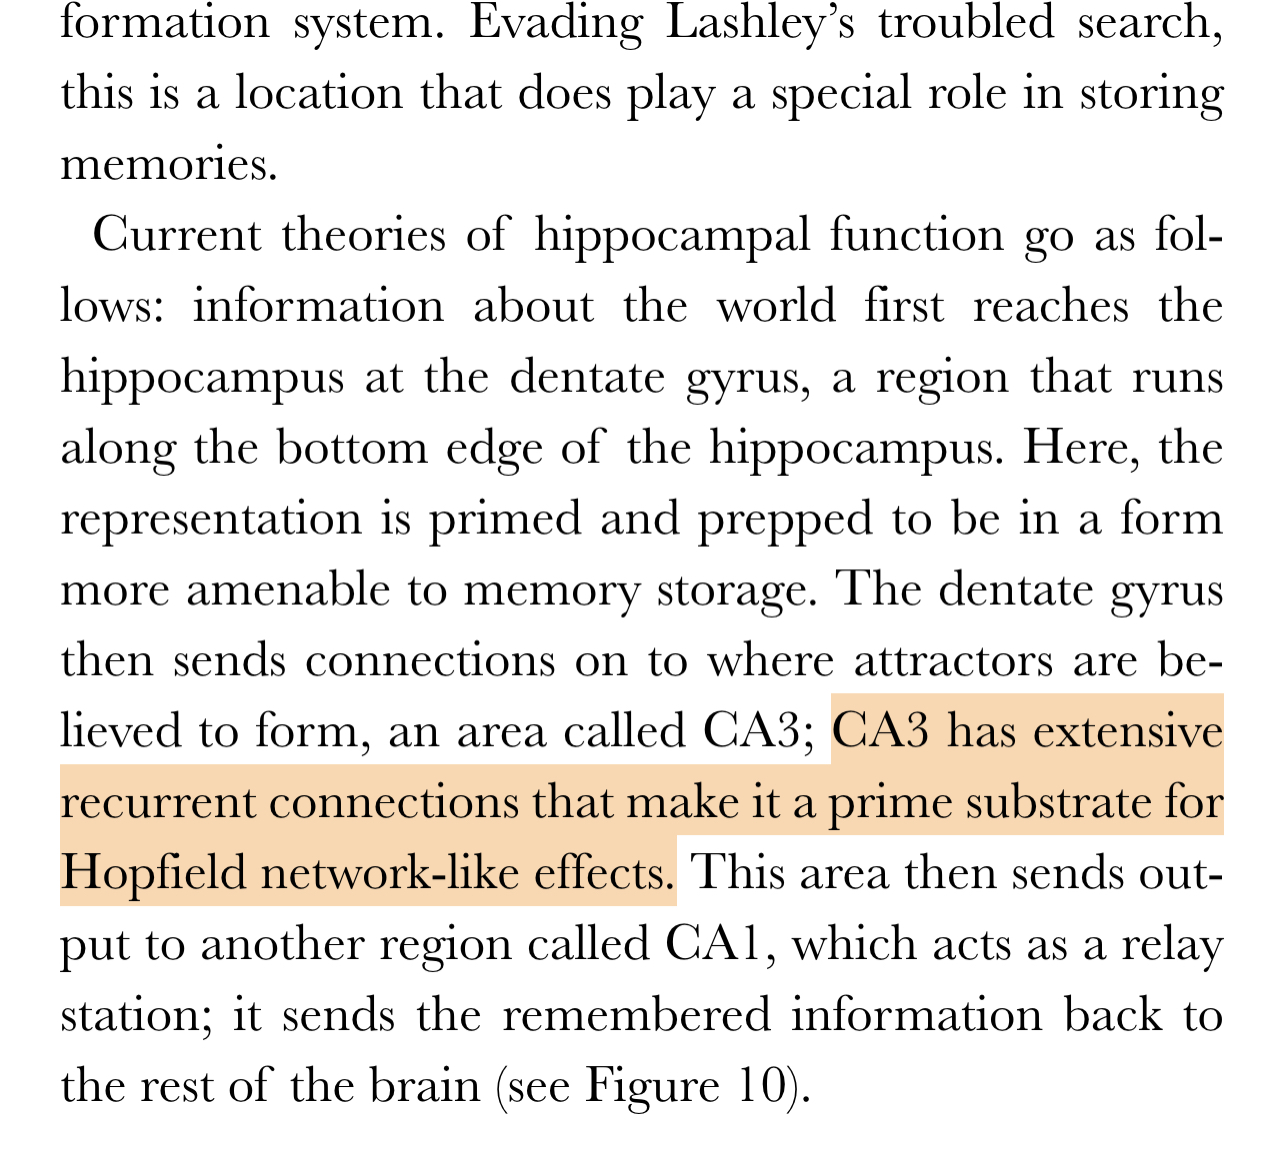 formation system. Evading Lashley’s troubled search,
this is a location that does play a special role in storing
memories.
Current theories of hippocampal function go as fol-
lows: information about the world first reaches the
hippocampus at the dentate gyrus, a region that runs
along the bottom edge of the hippocampus. Here, the
representation is primed and prepped to be in a form
more amenable to memory storage. The dentate gyrus
then sends connections on to where attractors are be-
lieved to form, an area called CA3; CA3 has extensive
recurrent connections that make it a prime substrate for
Hopfield network-like effects. This area then sends out-
put to another region called CA1, which acts as a relay
station; it sends the remembered information back to
the rest of the brain (see Figure 10).